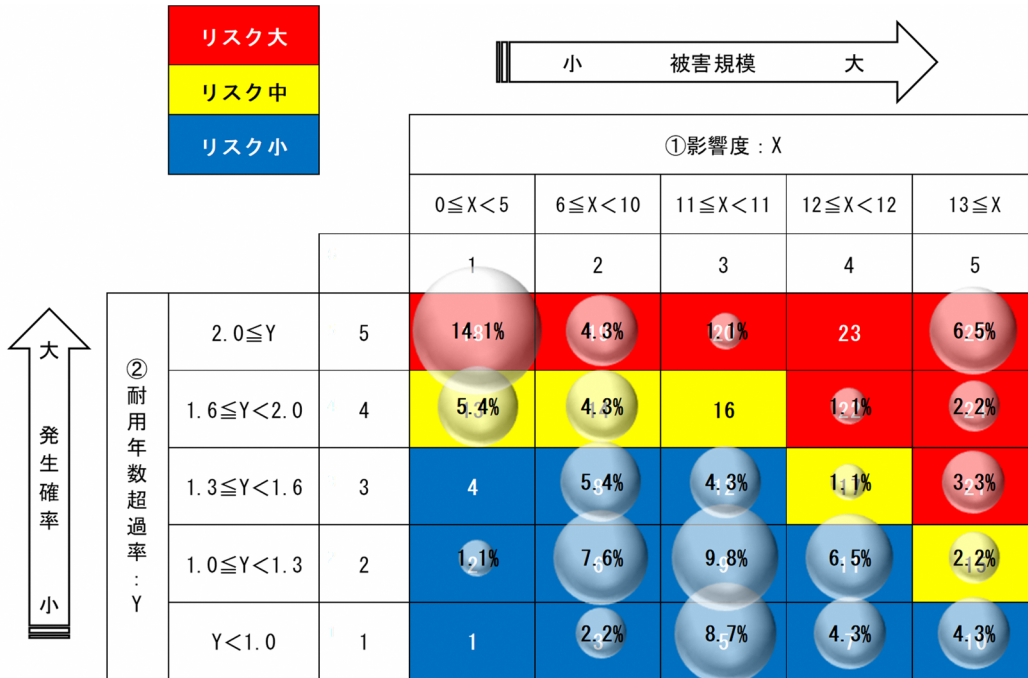 リスク大
リスク中
リスク小
小 被害規模 大
①影響度：X
0≦X＜5 6≦X＜10 11≦X＜11 12≦X＜12 13≦X
1 2 3 4 5
大 発生確率 小
②耐用年数超過率：Y
2.0≦Y 5 14.1% 4.3% 1.1% 23 6.5%
1.6≦Y＜2.0 4 5.4% 4.3% 16 1.1% 2.2%
1.3≦Y＜1.6 3 4 5.4% 4.3% 1.1% 3.3%
1.0≦Y＜1.3 2 1.1% 7.6% 9.8% 6.5% 2.2%
Y＜1.0 1 1 2.2% 8.7% 4.3% 4.3%